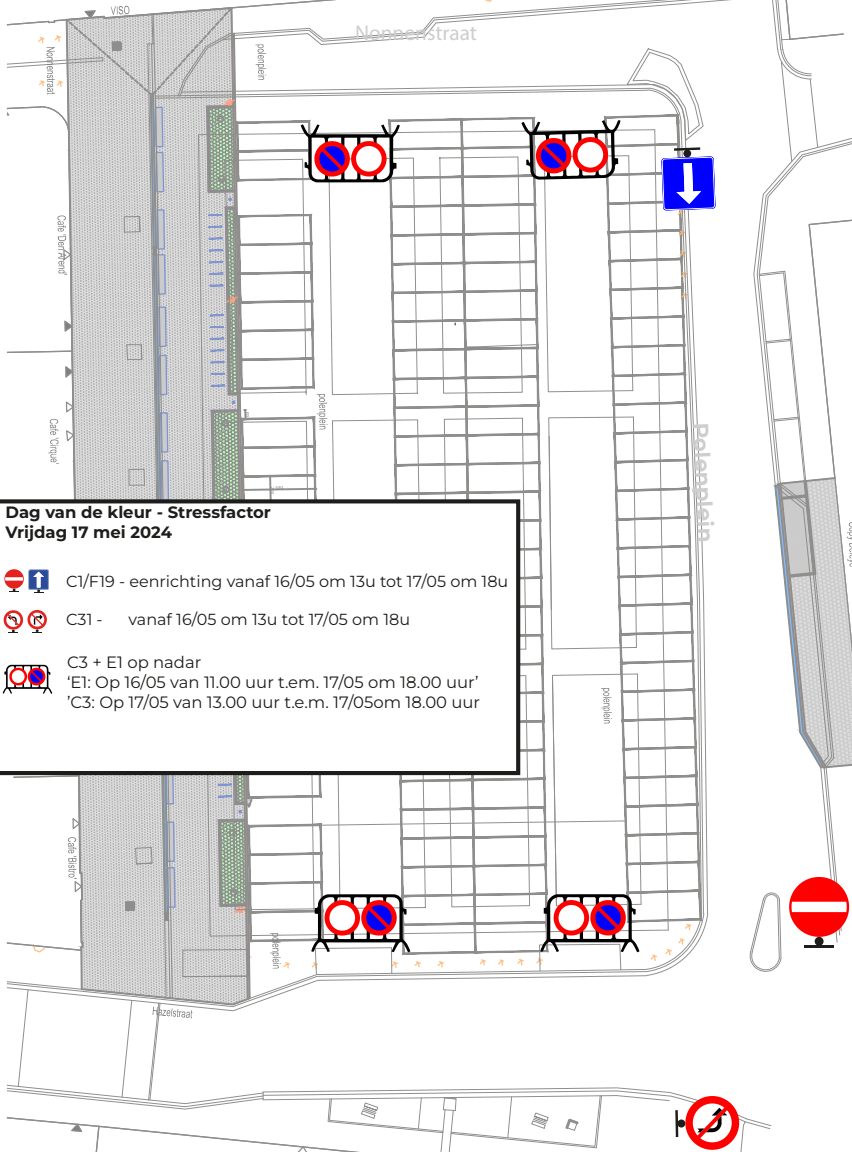 VISO
Nonnenstraat
Nonnenstraat
polenplein
Café 'Den Arend'
polenplein
Café 'Cirque'
Polenplein
Dag van de kleur - Stressfactor
Vrijdag 17 mei 2024
C1/F19 - eenrichting vanaf 16/05 om 13u tot 17/05 om 18u
C31 - vanaf 16/05 om 13u tot 17/05 om 18u
C3 + E1 op nadar
‘E1: Op 16/05 van 11.00 uur t.em. 17/05 om 18.00 uur’
’C3: Op 17/05 van 13.00 uur t.e.m. 17/05om 18.00 uur
polenplein
Café 'Bistro'
polenplein
Hazelstraat